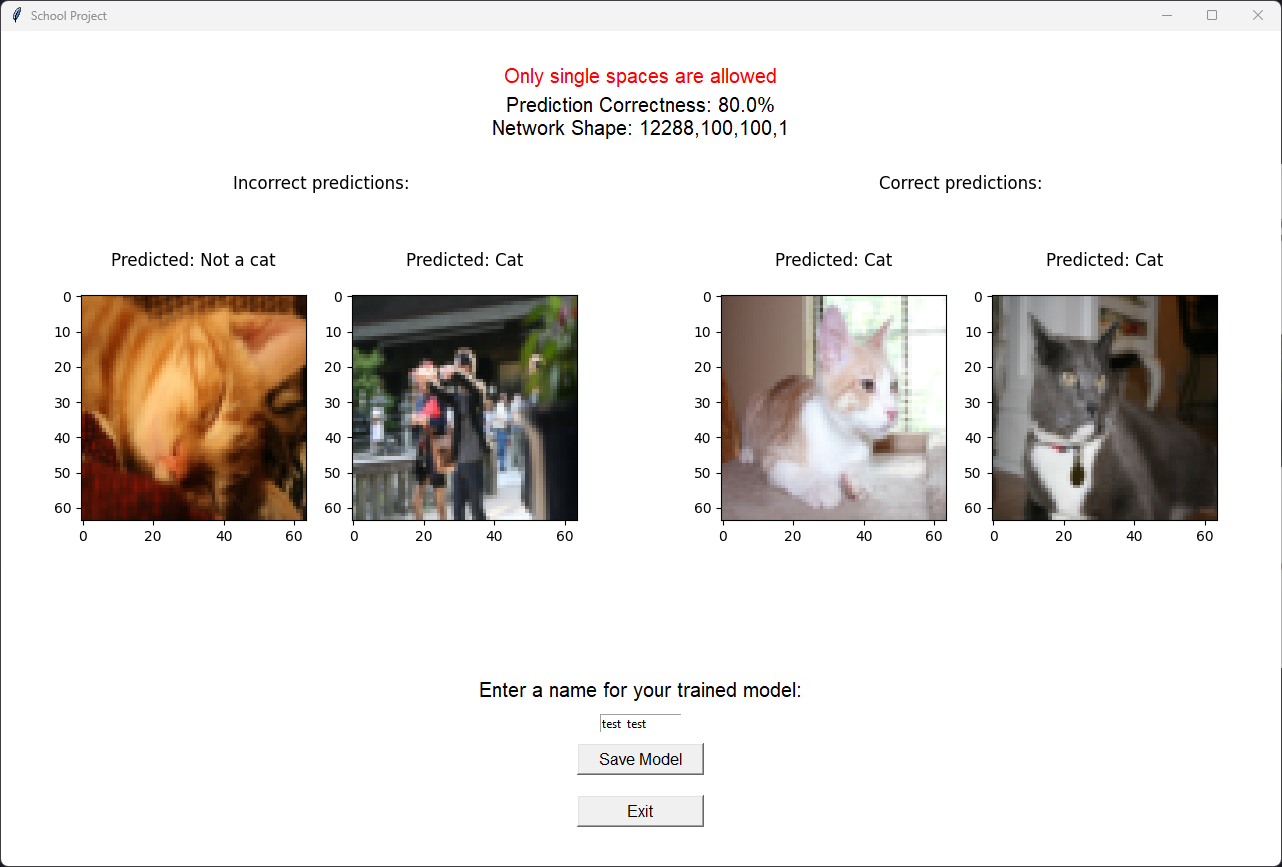 School Project
Only single spaces are allowed
Prediction Correctness: 80.0%
Network Shape: 12288,100,100,1
Incorrect predictions:
Correct predictions:
Predicted: Not a cat
Predicted: Cat
Predicted: Cat
Predicted: Cat
0
10
20
30
40
50
60
0 20 40 60
0
10
20
30
40
50
60
0 20 40 60
0
10
20
30
40
50
60
0 20 40 60
0
10
20
30
40
50
60
0 20 40 60
Enter a name for your trained model:
test  test
Save Model
Exit